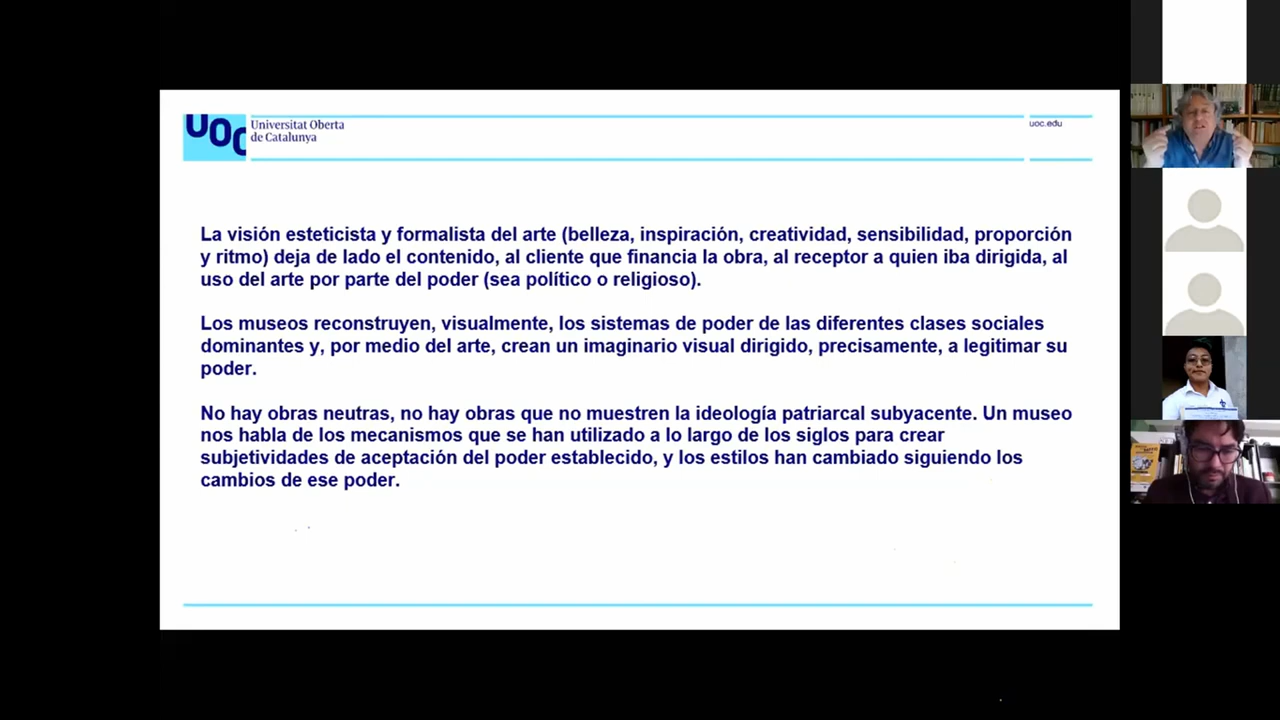 UOC
Universitat Oberta
de Catalunya
uoc.edu
La visión esteticista y formalista del arte (belleza, inspiración, creatividad, sensibilidad, proporción
y ritmo) deja de lado el contenido, al cliente que financia la obra, al receptor a quien iba dirigida, al
uso del arte por parte del poder (sea político o religioso).
Los museos reconstruyen, visualmente, los sistemas de poder de las diferentes clases sociales
dominantes y, por medio del arte, crean un imaginario visual dirigido, precisamente, a legitimar su
poder.
No hay obras neutras, no hay obras que no muestren la ideología patriarcal subyacente. Un museo
nos habla de los mecanismos que se han utilizado a lo largo de los siglos para crear
subjetividades de aceptación del poder establecido, y los estilos han cambiado siguiendo los
cambios de ese poder.